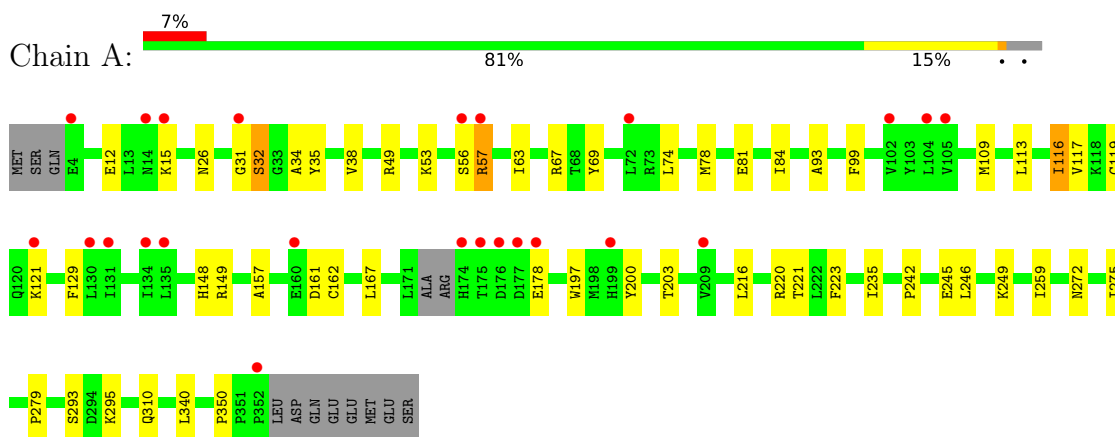 7%
Chain A:
81%
15%
MET SER GLN E4 E12 L13 N14 K15 N26 G31 S32 G33 A34 Y35 V38 R49 K53 S56 R57 I63 R67 T68 Y69 L72 R73 L74 M78 E81 I84 A93 F99 V102 Y103 L104 V105 M109 L113 I116 V117 K118
Q120 K121 F129 L130 I131 I134 L135 H148 R149 A157 E160 D161 C162 L167 L171 ALA ARG H174 T175 D176 D177 E178 W197 M198 H199 Y200 T203 V209 L216 R220 T221 L222 F223 I235 P242 E245 L246 K249 I259 N272
P279 S293 D294 K295 Q310 L340 P350 P351 P352 LEU ASP GLN GLU GLU MET GLU SER